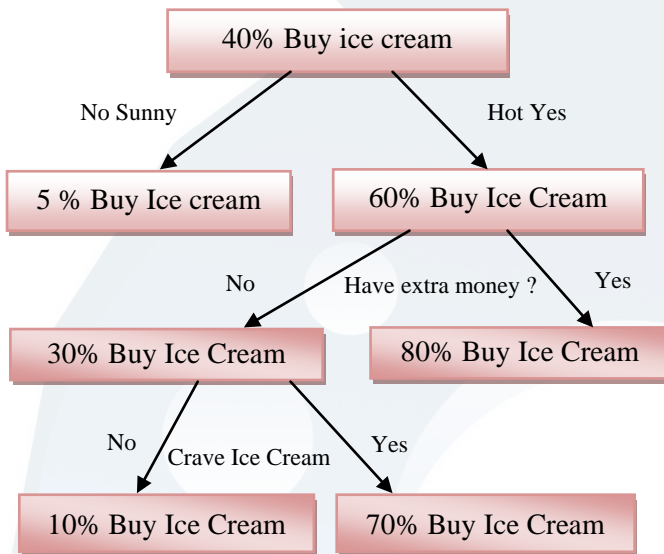 40% Buy ice cream
No Sunny
Hot Yes
5 % Buy Ice cream
60% Buy Ice Cream
No
Have extra money ?
Yes
30% Buy Ice Cream
80% Buy Ice Cream
No
Crave Ice Cream
Yes
10% Buy Ice Cream
70% Buy Ice Cream